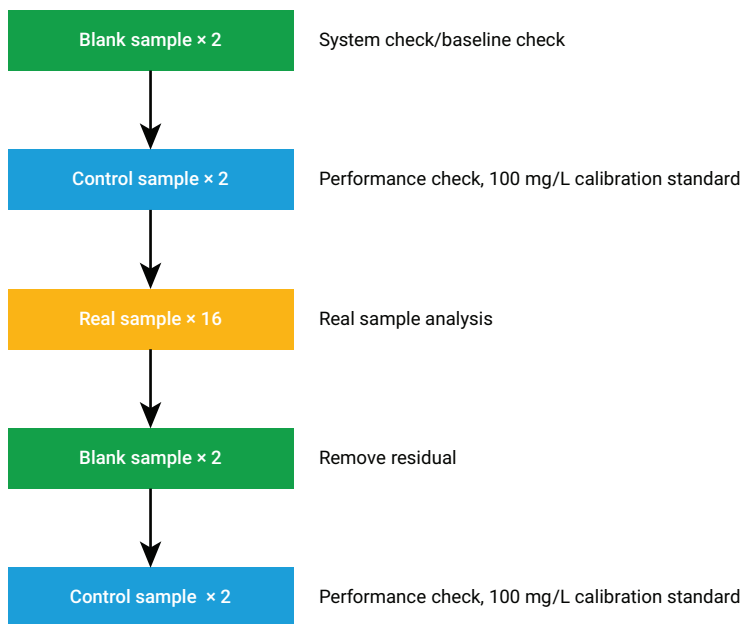 Blank sample × 2
System check/baseline check
Control sample × 2
Performance check, 100 mg/L calibration standard
Real sample × 16
Real sample analysis
Blank sample × 2
Remove residual
Control sample × 2
Performance check, 100 mg/L calibration standard